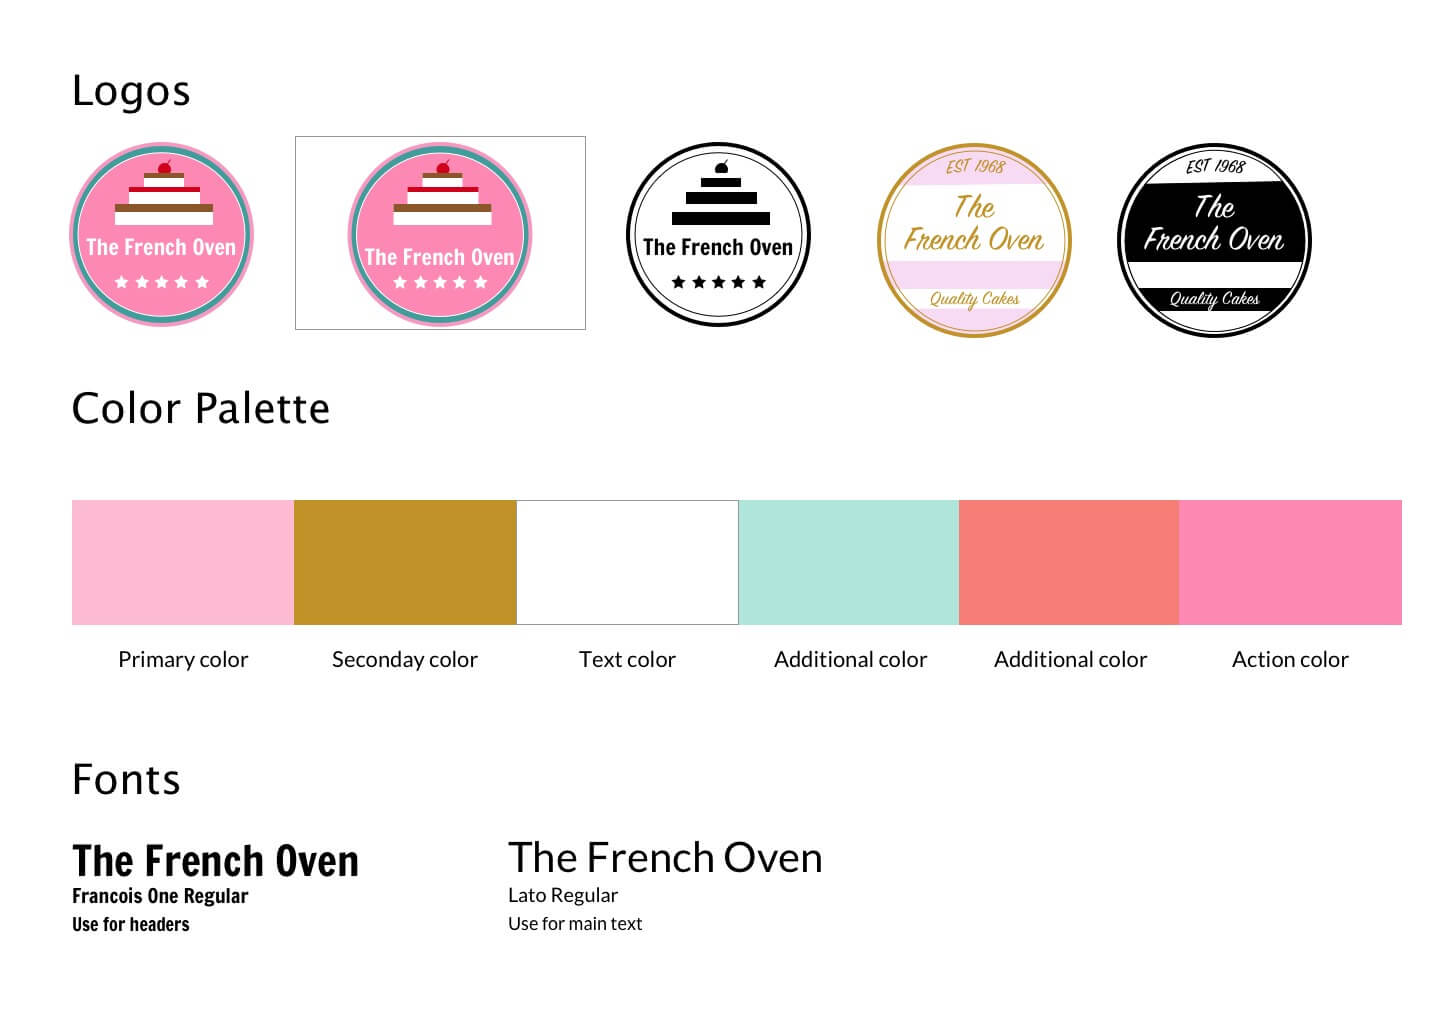 Logos
The French Oven
The French Oven
The French Oven
EST 1968
The
French Oven
Quality Cakes
EST 1968
The
French Oven
Quality Cakes
Color Palette
Primary color
Seconday color
Text color
Additional color
Additional color
Action color
Fonts
The French Oven
Francois One Regular
Use for headers
The French Oven
Lato Regular
Use for main text